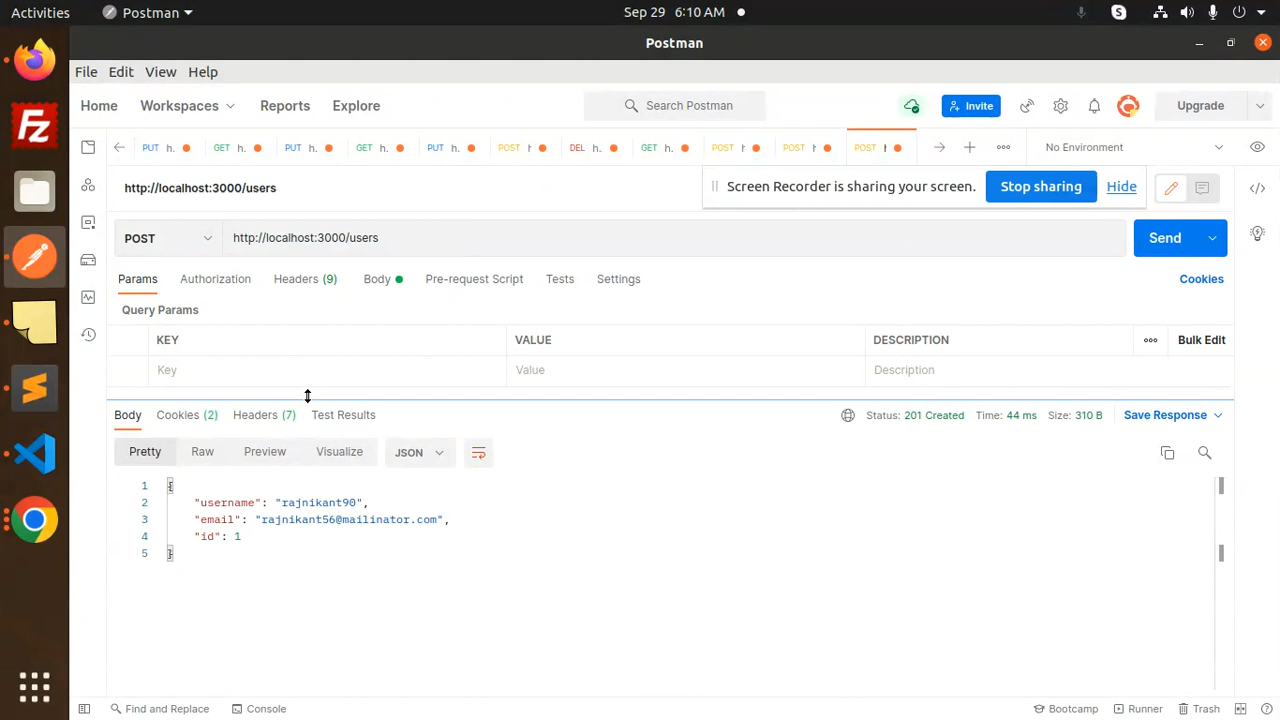 Activities Postman Sep 29 6:10 AM
Postman
File Edit View Help
Home Workspaces Reports Explore Search Postman Invite Upgrade
PUT h. GET h. PUT h. GET h. PUT h. POST h DEL h. GET h. POST h POST h POST h No Environment
http://localhost:3000/users
Screen Recorder is sharing your screen. Stop sharing Hide
POST http://localhost:3000/users Send
Params Authorization Headers (9) Body Pre-request Script Tests Settings Cookies
Query Params
KEY VALUE DESCRIPTION Bulk Edit
Key Value Description
Body Cookies (2) Headers (7) Test Results Status: 201 Created Time: 44 ms Size: 310 B Save Response
Pretty Raw Preview Visualize JSON
1 {
2 "username": "rajnikant90",
3 "email": "rajnikant56@mailinator.com",
4 "id": 1
5 }
Find and Replace Console Bootcamp Runner Trash